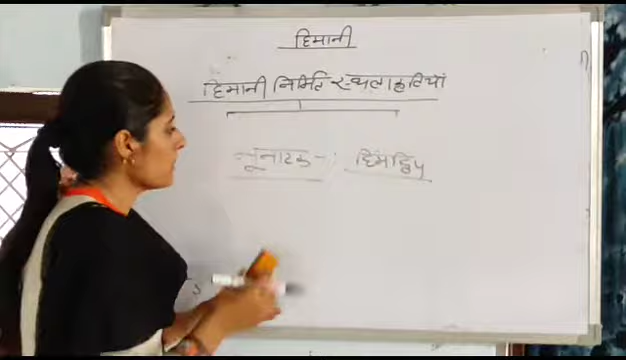 हिमानी
हिमानी निर्मित स्थलाकृतियां
नूनाटक - हिमद्विप